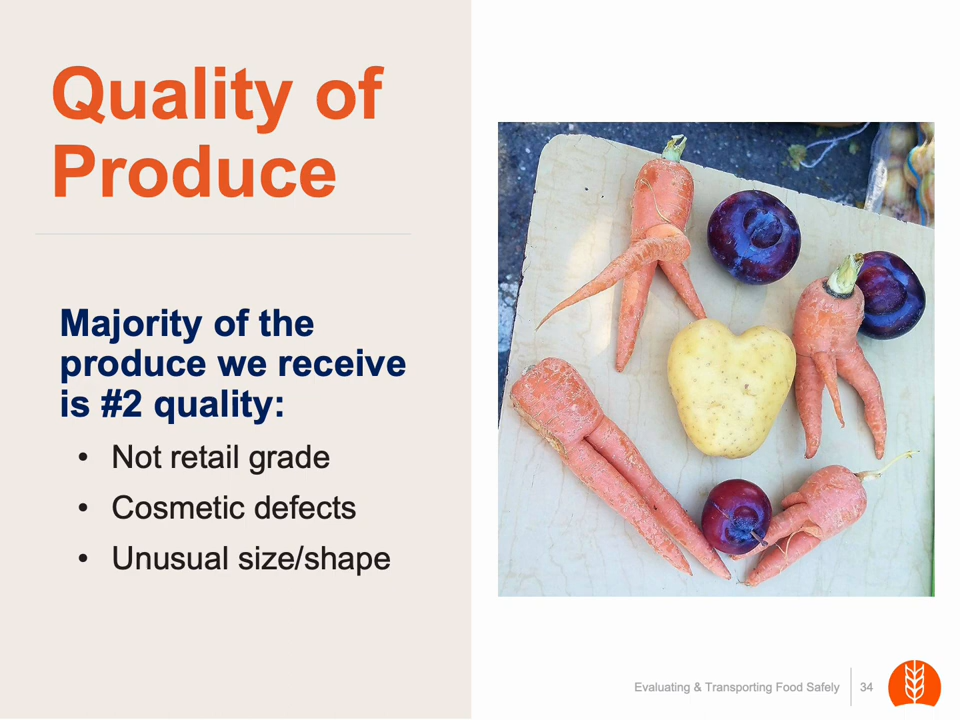 Quality of
Produce
Majority of the
produce we receive
is #2 quality:
• Not retail grade
• Cosmetic defects
• Unusual size/shape
Evaluating & Transporting Food Safely
34